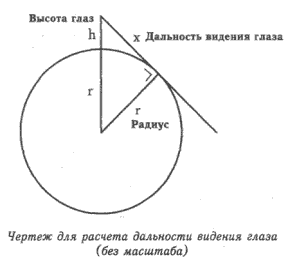 Высота глаз
h
x Дальность видения глаза
r
r
Радиус
Чертеж для расчета дальности видения глаза
(без масштаба)